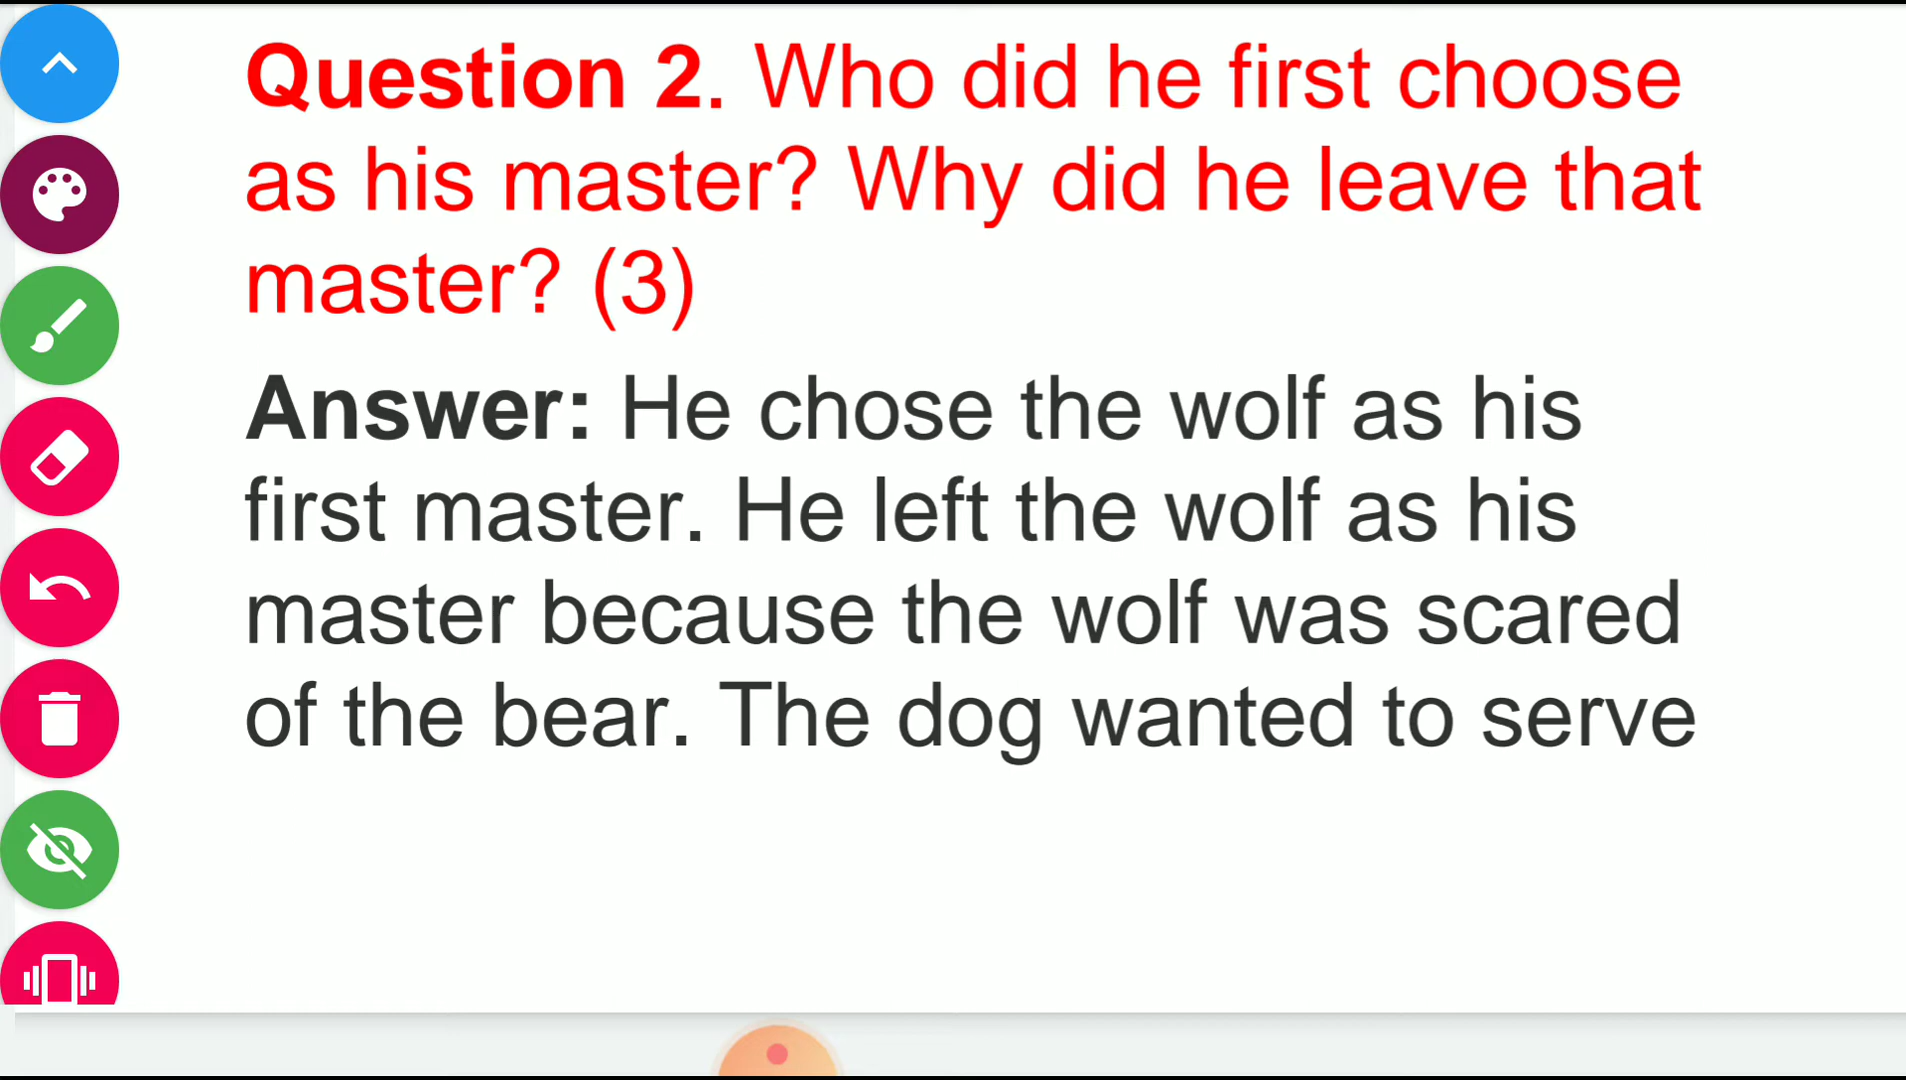 Question 2. Who did he first choose
as his master? Why did he leave that
master? (3)
Answer: He chose the wolf as his
first master. He left the wolf as his
master because the wolf was scared
of the bear. The dog wanted to serve